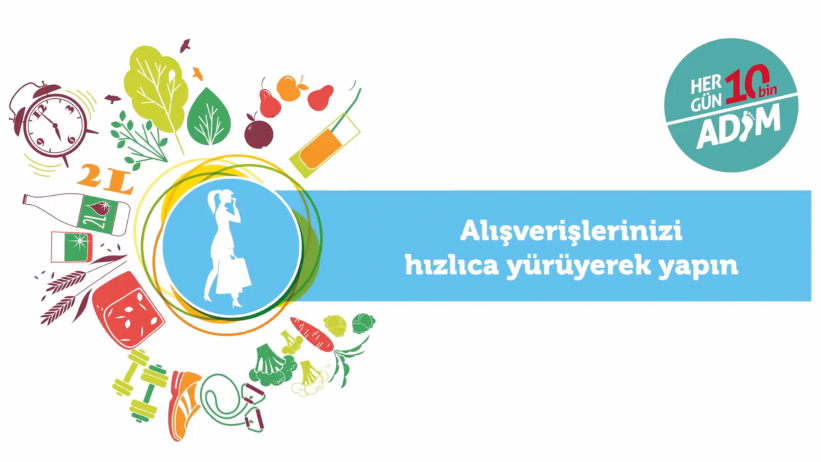 HER GÜN 10 bin
ADIM
2L
2L
Alışverişlerinizi
hızlıca yürüyerek yapın